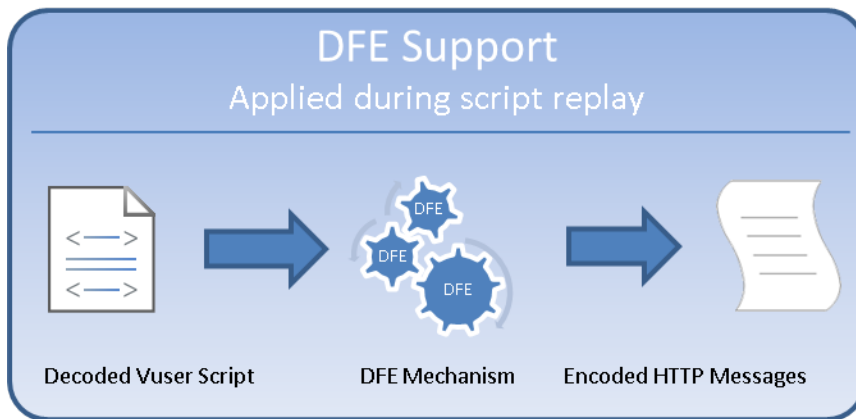 DFE Support
Applied during script replay
DFE
DFE
DFE
Decoded Vuser Script
DFE Mechanism
Encoded HTTP Messages